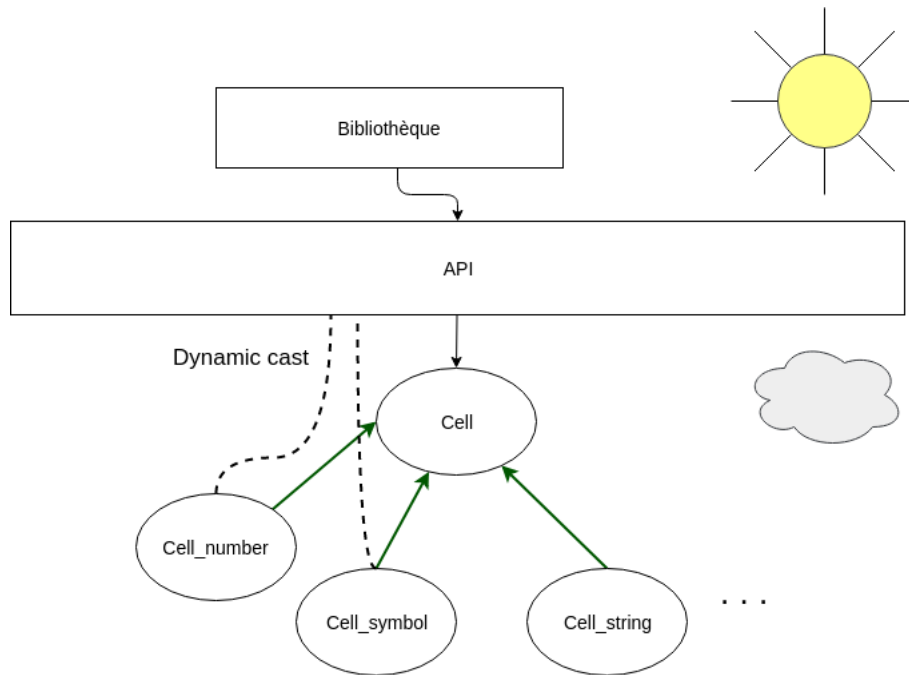 Bibliothèque
API
Dynamic cast
Cell
Cell_number
Cell_symbol
Cell_string
. . .